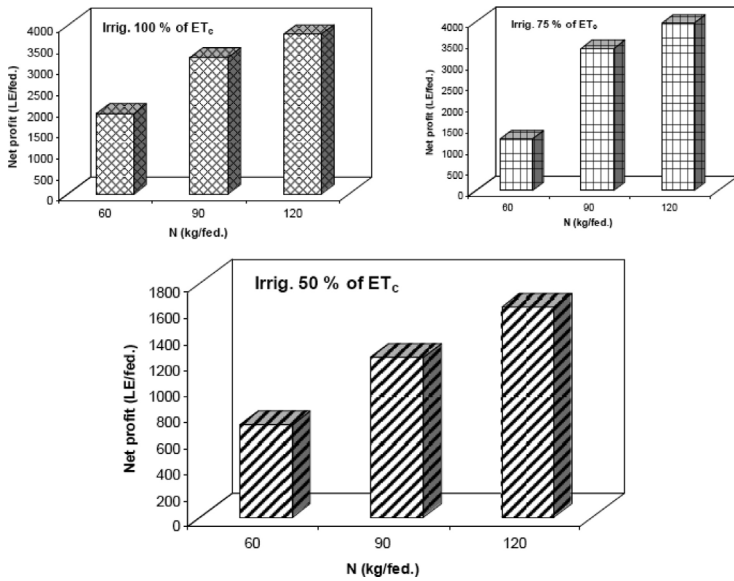 Irrig. 100 % of ETc
Net profit (LE/fed.)
4000
3500
3000
2500
2000
1500
1000
500
0
60 90 120
N (kg/fed.)
Irrig. 75 % of ETc
Net profit (LE/fed.)
4000
3500
3000
2500
2000
1500
1000
500
0
60 90 120
N (kg/fed.)
Irrig. 50 % of ETc
Net profit (LE/fed.)
1800
1600
1400
1200
1000
800
600
400
200
0
60 90 120
N (kg/fed.)